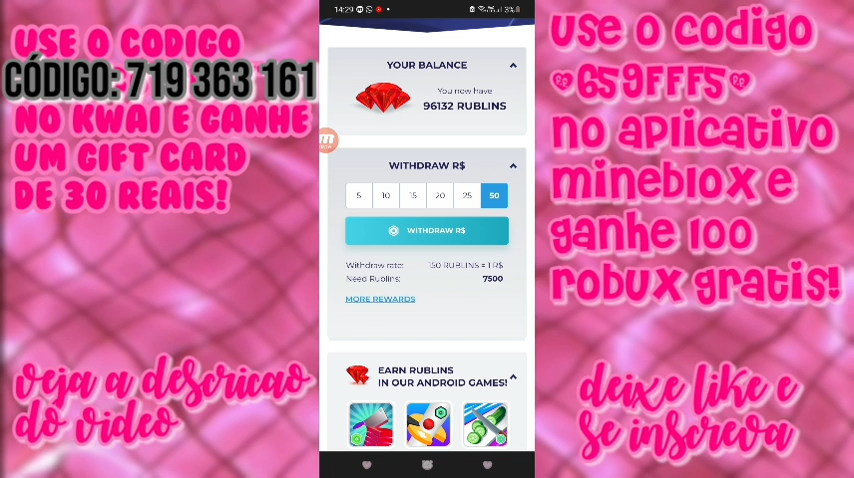 USE O CODIGO
CÓDIGO: 719 363 161
NO KWAI E GANHE
UM GIFT CARD
DE 30 REAIS!
veja a descricao
do video
14:29
3%
YOUR BALANCE
You now have
96132 RUBLINS
WITHDRAW R$
5 10 15 20 25 50
WITHDRAW R$
Withdraw rate: 150 RUBLINS = 1 R$
Need Rublins: 7500
MORE REWARDS
EARN RUBLINS
IN OUR ANDROID GAMES!
use o codigo
659FFF5
no aplicativo
mineblox e
ganhe 100
robux gratis!
deixe like e
se inscreva